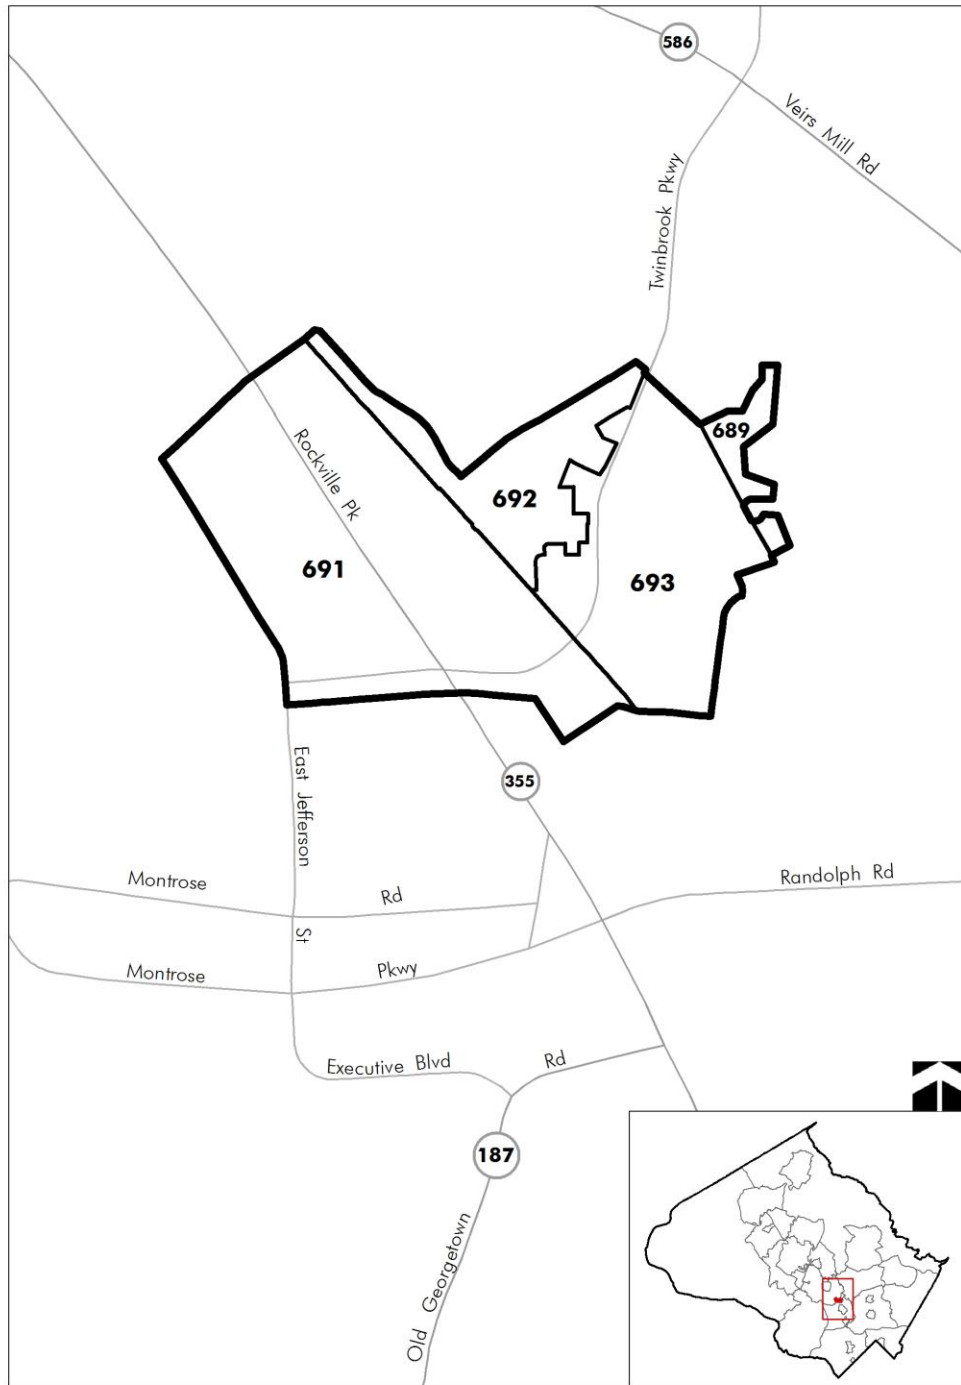 586
Veirs Mill Rd
Twinbrook Pkwy
689
Rockville Pk
692
691
693
East Jefferson St
355
Montrose Rd
Randolph Rd
Montrose Pkwy
Executive Blvd
Rd
187
Old Georgetown